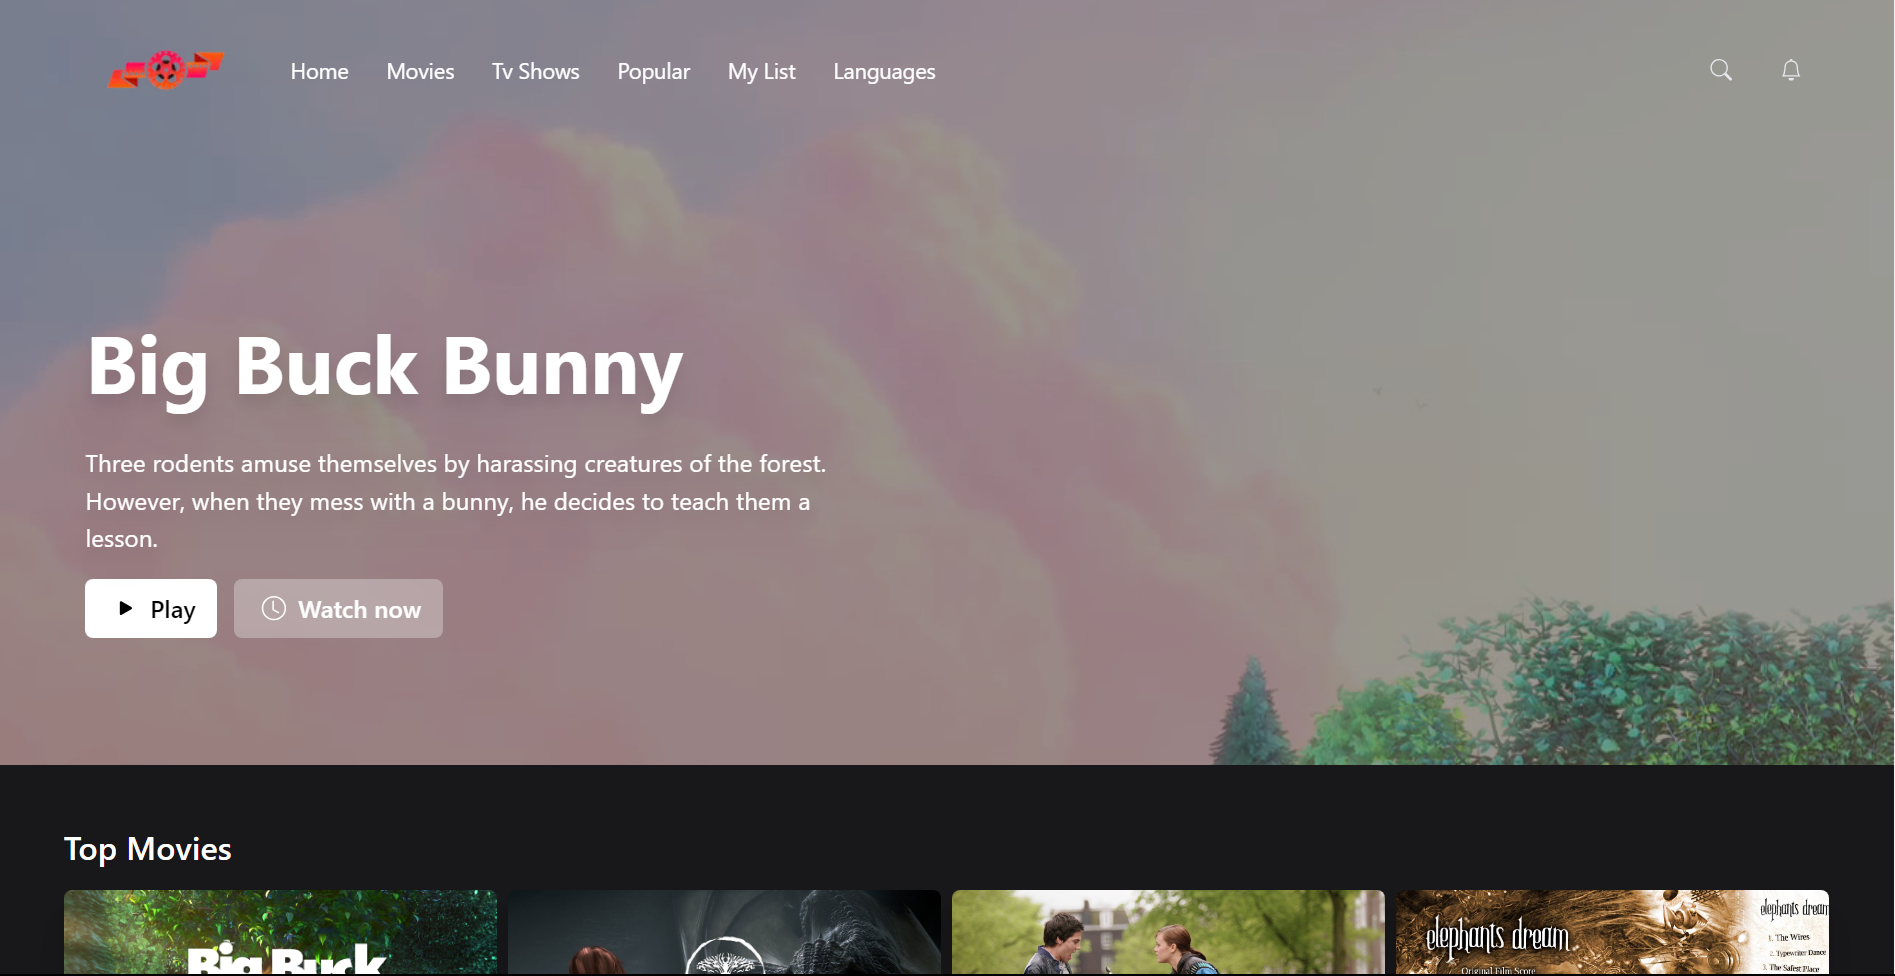 Home Movies Tv Shows Popular My List Languages
Big Buck Bunny
Three rodents amuse themselves by harassing creatures of the forest.
However, when they mess with a bunny, he decides to teach them a
lesson.
Play
Watch now
Top Movies
Big Buck
elephants dream
Original Film Score
elephants dream
1. The Wires
2. Typewriter Dance
3. The Safest Place